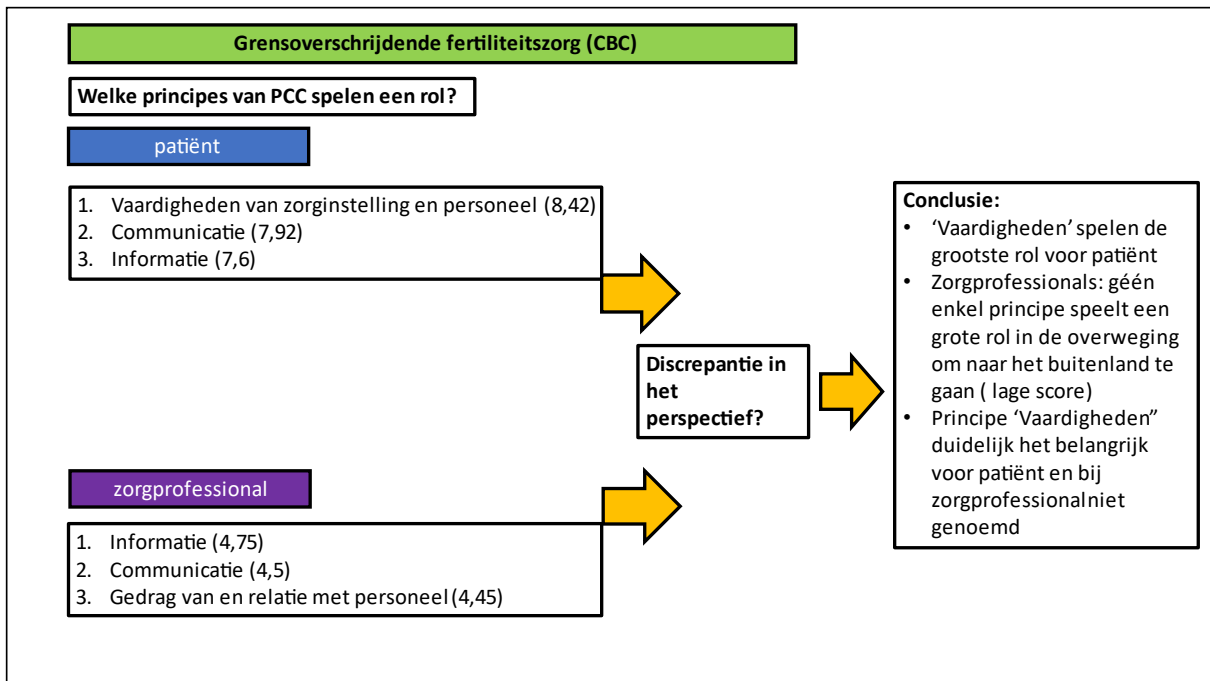 Grensoverschrijdende fertiliteitszorg (CBC)
Welke principes van PCC spelen een rol?
patiënt
1. Vaardigheden van zorginstelling en personeel (8,42)
2. Communicatie (7,92)
3. Informatie (7,6)
Discrepantie in
het
perspectief?
zorgprofessional
1. Informatie (4,75)
2. Communicatie (4,5)
3. Gedrag van en relatie met personeel (4,45)
Conclusie:
• ‘Vaardigheden’ spelen de
grootste rol voor patiënt
• Zorgprofessionals: géén
enkel principe speelt een
grote rol in de overweging
om naar het buitenland te
gaan ( lage score)
• Principe ‘Vaardigheden”
duidelijk het belangrijk
voor patiënt en bij
zorgprofessionalniet
genoemd